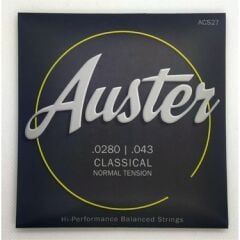 ACS27
Auster
.0280 | .043
CLASSICAL
NORMAL TENSION
Hi-Performance Balanced Strings